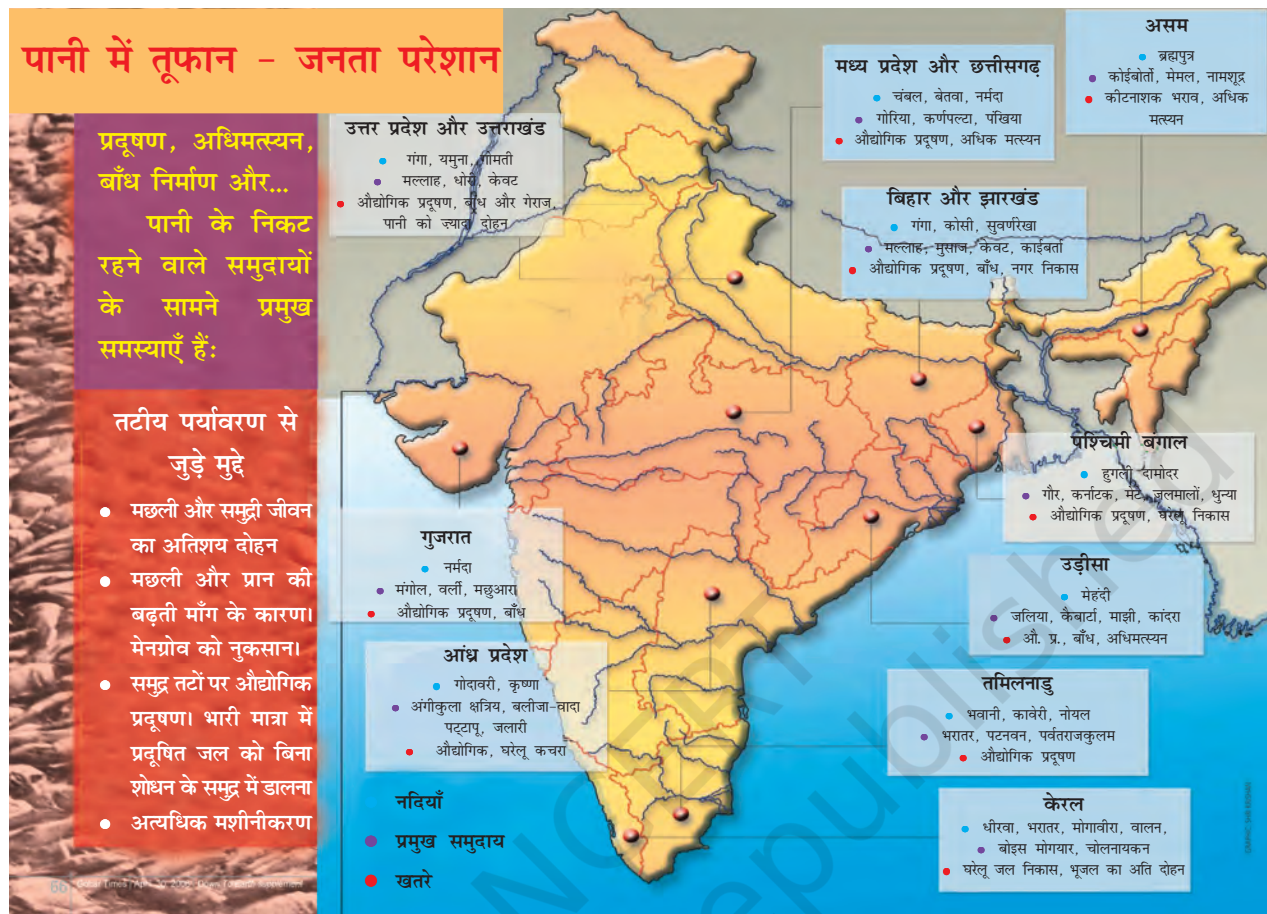 पानी में तूफान - जनता परेशान
प्रदूषण, अधिमत्स्यन,
बाँध निर्माण और...
पानी के निकट
रहने वाले समुदायों
के सामने प्रमुख
समस्याएँ हैं:
तटीय पर्यावरण से
जुड़े मुद्दे
● मछली और समुद्री जीवन
का अतिशय दोहन
● मछली और प्रान की
बढ़ती माँग के कारण।
मेनग्रोव को नुकसान।
● समुद्र तटों पर औद्योगिक
प्रदूषण। भारी मात्रा में
प्रदूषित जल को बिना
शोधन के समुद्र में डालना
● अत्यधिक मशीनीकरण
उत्तर प्रदेश और उत्तराखंड
● गंगा, यमुना, गोमती
● मल्लाह, धोरी, केवट
● औद्योगिक प्रदूषण, बाँध और गेराज,
पानी को ज्यादा दोहन
मध्य प्रदेश और छत्तीसगढ़
● चंबल, बेतवा, नर्मदा
● गोरिया, कर्णपल्टा, पंखिया
● औद्योगिक प्रदूषण, अधिक मत्स्यन
असम
● ब्रह्मपुत्र
● कोईबोर्तो, मेमल, नामशूद्र
● कीटनाशक भराव, अधिक
मत्स्यन
बिहार और झारखंड
● गंगा, कोसी, सुवर्णरेखा
● मल्लाह, मुसाज, केवट, काईबर्ता
● औद्योगिक प्रदूषण, बाँध, नगर निकास
पश्चिमी बंगाल
● हुगली दामोदर
● गौर, कर्नाटक, मेट, जलमालों, धुन्या
● औद्योगिक प्रदूषण, घरेलू निकास
गुजरात
● नर्मदा
● मंगोल, वर्ली, मछुआरा
● औद्योगिक प्रदूषण, बाँध
उड़ीसा
● मेहंदी
● जलिया, कैबार्टा, माझी, कांदरा
● औ. प्र., बाँध, अधिमत्स्यन
आंध्र प्रदेश
● गोदावरी, कृष्णा
● अंगीकुला क्षत्रिय, बलीजा-वादा
पट्टापू, जलारी
● औद्योगिक, घरेलू कचरा
तमिलनाडु
● भवानी, कावेरी, नोयल
● भरातर, पटनवन, पर्वतराजकुलम
● औद्योगिक प्रदूषण
केरल
● धीरवा, भरातर, मोगावीरा, वालन,
● बोइस मोगयार, चोलनायकन
● घरेलू जल निकास, भूजल का अति दोहन
● नदियाँ
● प्रमुख समुदाय
● खतरे
66
NCERT
republished